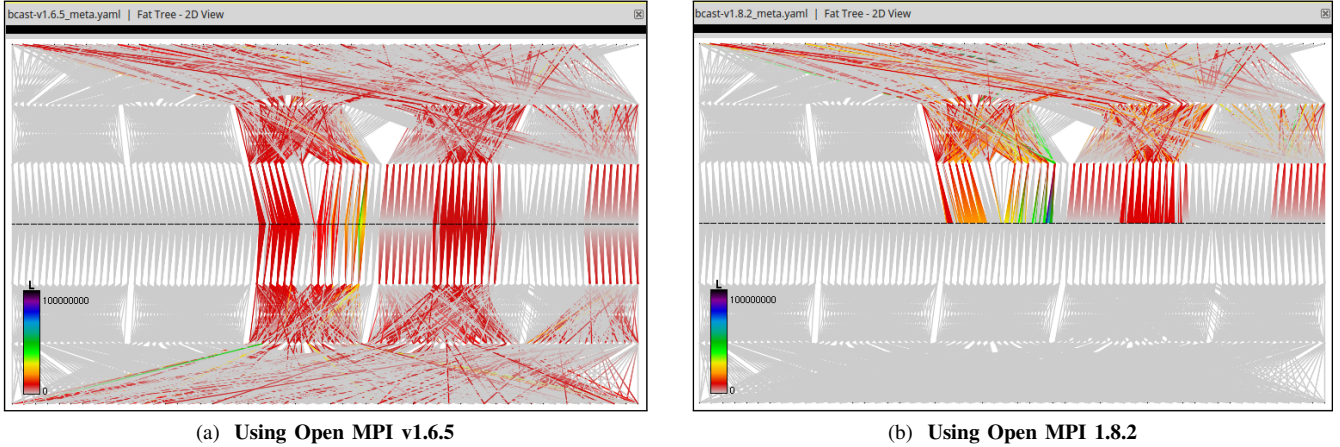 bcast-v1.6.5_meta.yaml | Fat Tree - 2D View
bcast-v1.8.2_meta.yaml | Fat Tree - 2D View
L
100000000
0
L
100000000
0
(a) Using Open MPI v1.6.5
(b) Using Open MPI 1.8.2